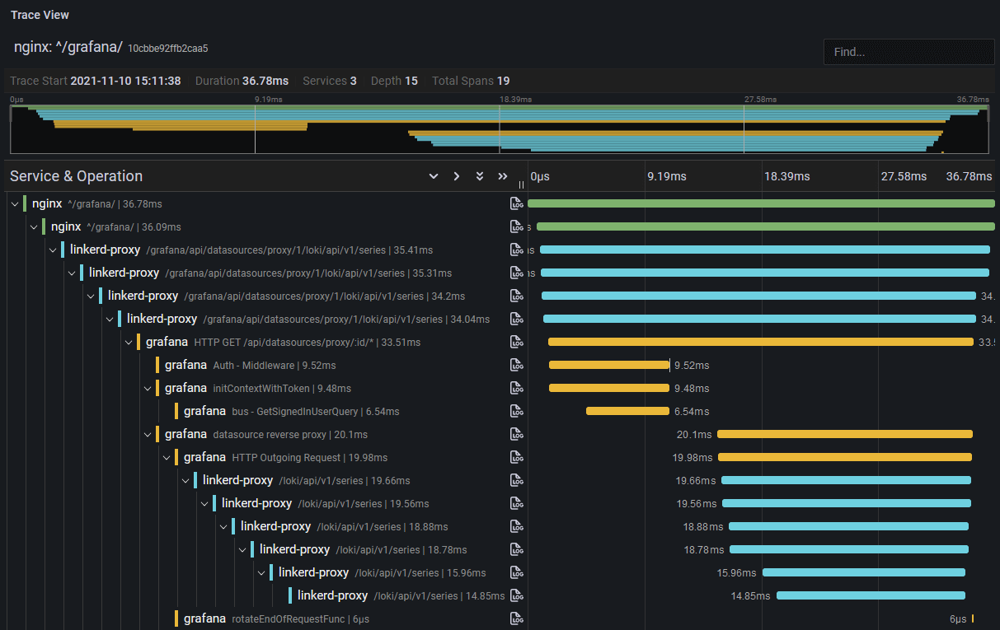 Trace View
nginx: ^/grafana/ 10cbbe92ffb2caa5
Find...
Trace Start 2021-11-10 15:11:38 Duration 36.78ms Services 3 Depth 15 Total Spans 19
0μs 9.19ms 18.39ms 27.58ms 36.78ms
Service & Operation 0μs 9.19ms 18.39ms 27.58ms 36.78ms
nginx ^/grafana/ | 36.78ms LOG
nginx ^/grafana/ | 36.09ms LOG s
linkerd-proxy /grafana/api/datasources/proxy/1/loki/api/v1/series | 35.41ms LOG ns
linkerd-proxy /grafana/api/datasources/proxy/1/loki/api/v1/series | 35.31ms LOG ns
linkerd-proxy /grafana/api/datasources/proxy/1/loki/api/v1/series | 34.2ms LOG 34.
linkerd-proxy /grafana/api/datasources/proxy/1/loki/api/v1/series | 34.04ms LOG 34.
grafana HTTP GET /api/datasources/proxy/:id/* | 33.51ms LOG 33.5
grafana Auth - Middleware | 9.52ms LOG 9.52ms
grafana initContextWithToken | 9.48ms LOG 9.48ms
grafana bus - GetSignedInUserQuery | 6.54ms LOG 6.54ms
grafana datasource reverse proxy | 20.1ms LOG 20.1ms
grafana HTTP Outgoing Request | 19.98ms LOG 19.98ms
linkerd-proxy /loki/api/v1/series | 19.66ms LOG 19.66ms
linkerd-proxy /loki/api/v1/series | 19.56ms LOG 19.56ms
linkerd-proxy /loki/api/v1/series | 18.88ms LOG 18.88ms
linkerd-proxy /loki/api/v1/series | 18.78ms LOG 18.78ms
linkerd-proxy /loki/api/v1/series | 15.96ms LOG 15.96ms
linkerd-proxy /loki/api/v1/series | 14.85ms LOG 14.85ms
grafana rotateEndOfRequestFunc | 6μs LOG 6μs